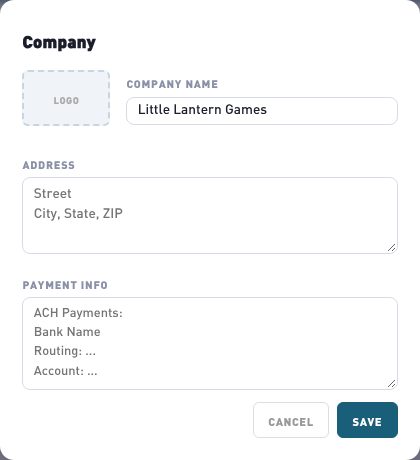 Company
LOGO
COMPANY NAME
Little Lantern Games
ADDRESS
Street
City, State, ZIP
PAYMENT INFO
ACH Payments:
Bank Name
Routing: ...
Account: ...
CANCEL
SAVE